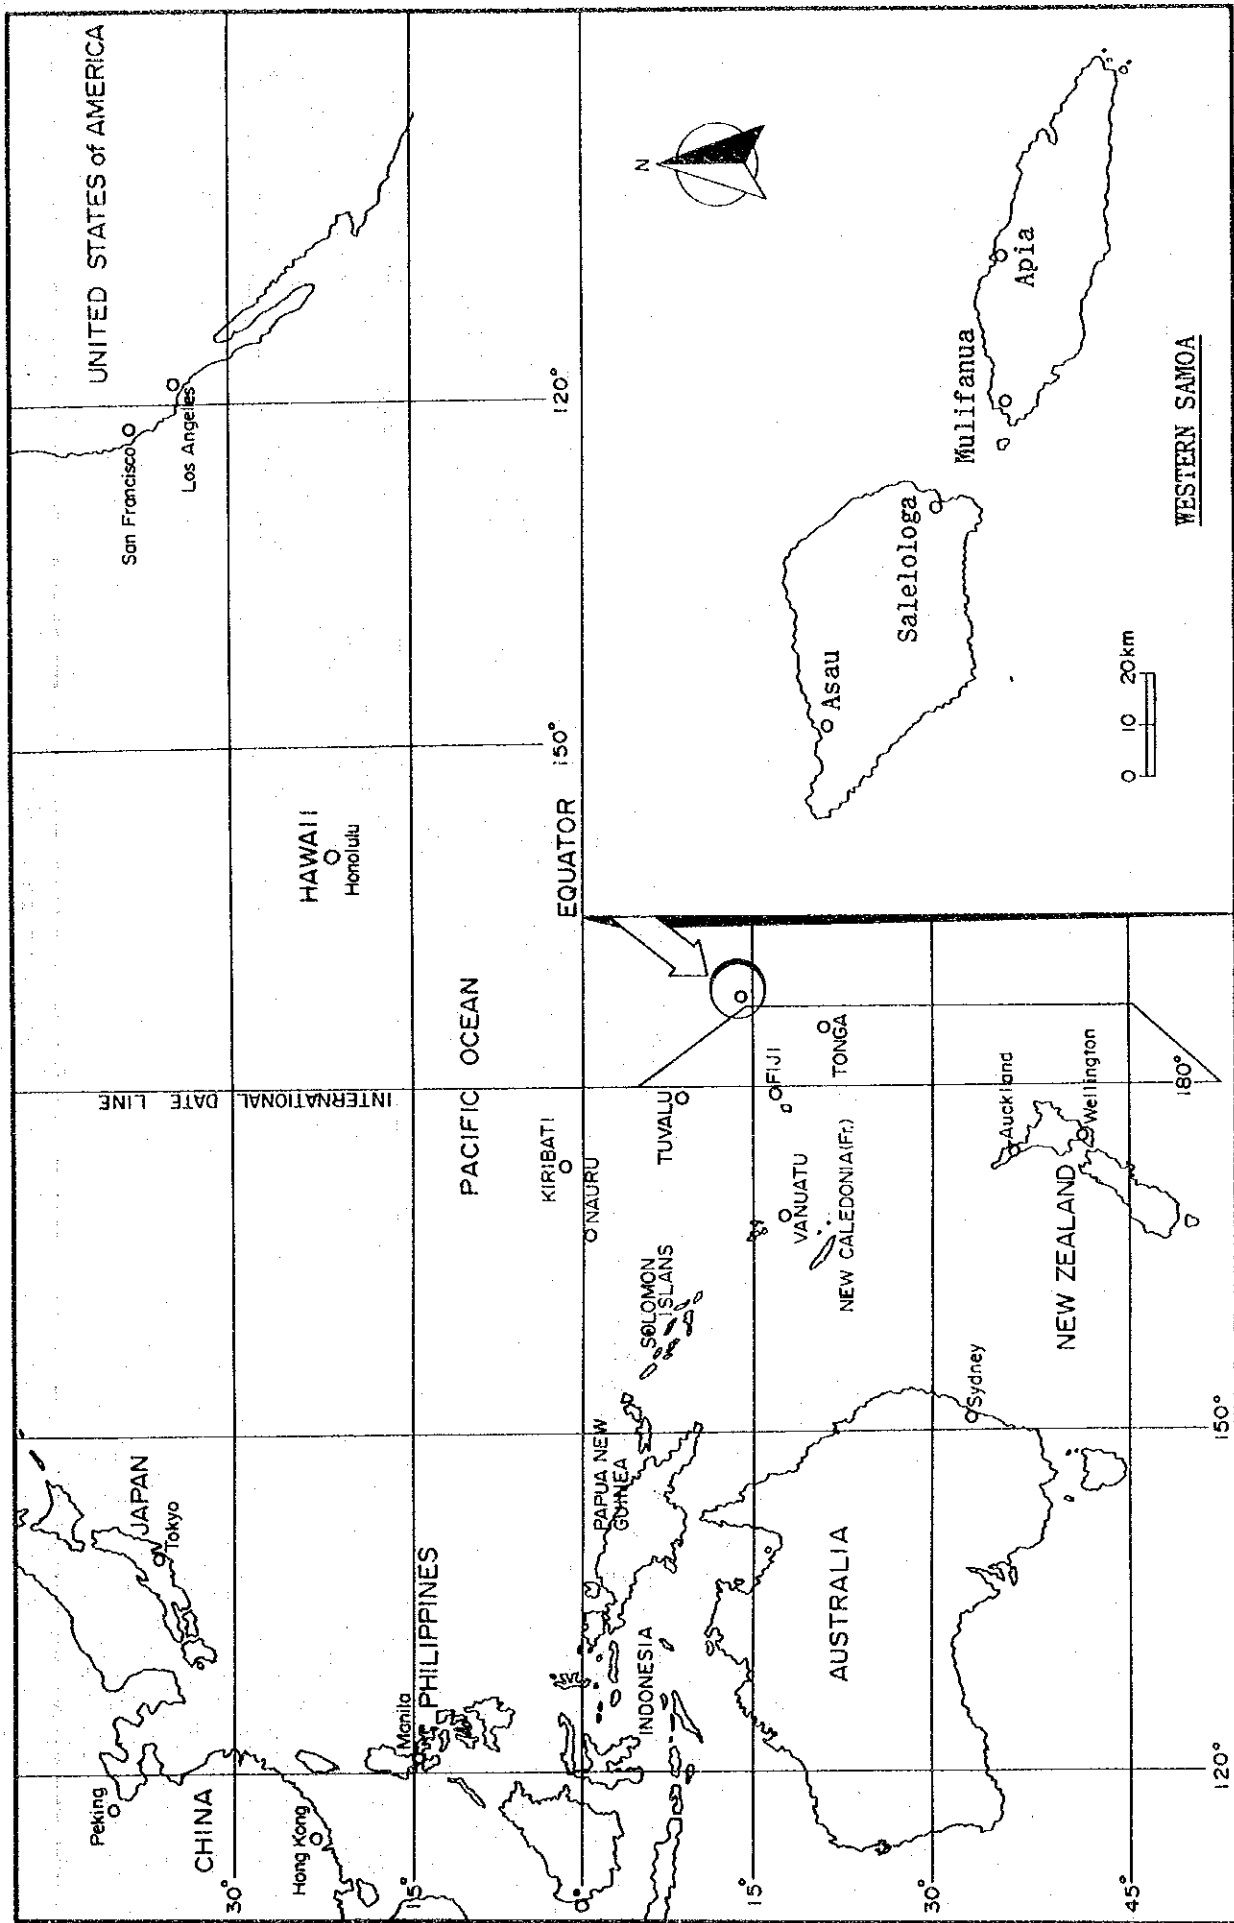 UNITED STATES of AMERICA
San Francisco
Los Angeles
120°
150°
HAWAII
Honolulu
EQUATOR
PACIFIC OCEAN
INTERNATIONAL DATE LINE
KIRIBATI
NAURU
TUVALU
FIJI
TONGA
VANUATU
NEW CALEDONIA(Fr.)
SOLOMON
ISLANS
PAPUA NEW
GUINEA
INDONESIA
JAPAN
Tokyo
PHILIPPINES
Manila
Peking
CHINA
Hong Kong
30°
15°
0°
15°
30°
45°
AUSTRALIA
Sydney
NEW ZEALAND
Auckland
Wellington
120°
150°
180°
N
Asau
Salelologa
Mulifanua
Apia
0 10 20km
WESTERN SAMOA